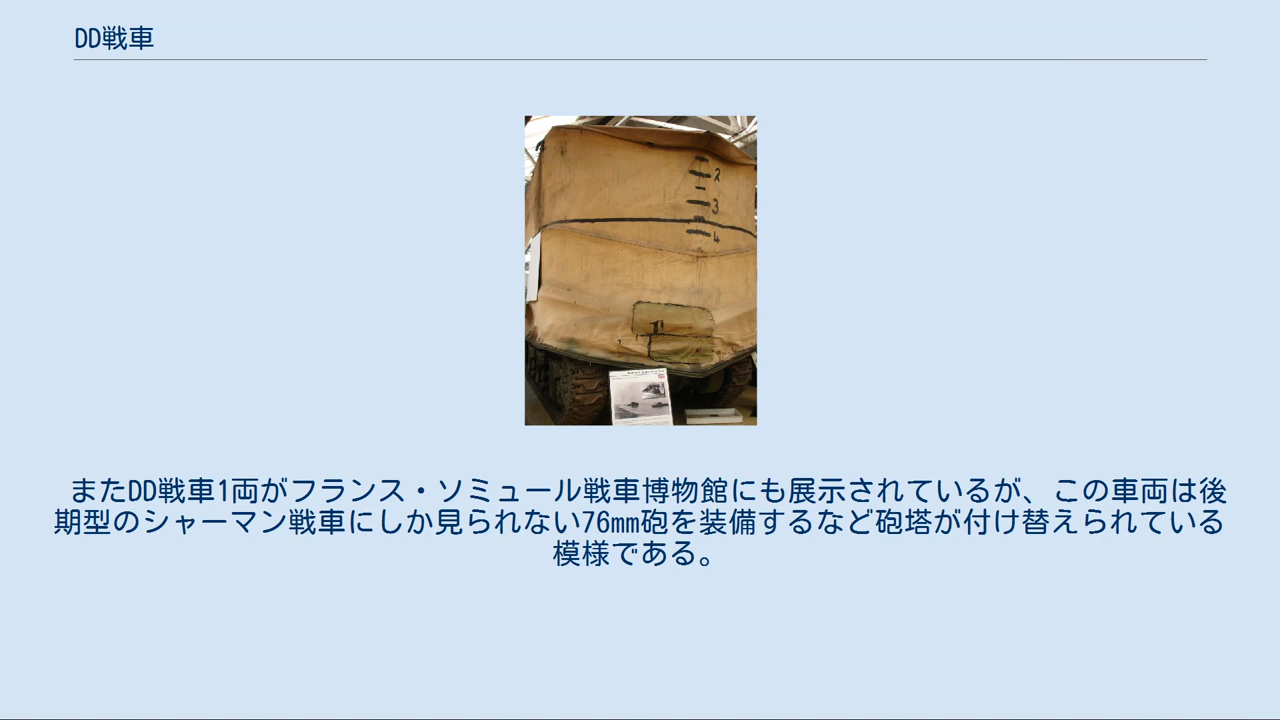 DD戦車
2
3
4
またDD戦車1両がフランス・ソミュール戦車博物館にも展示されているが、この車両は後
期型のシャーマン戦車にしか見られない76mm砲を装備するなど砲塔が付け替えられている
模様である。